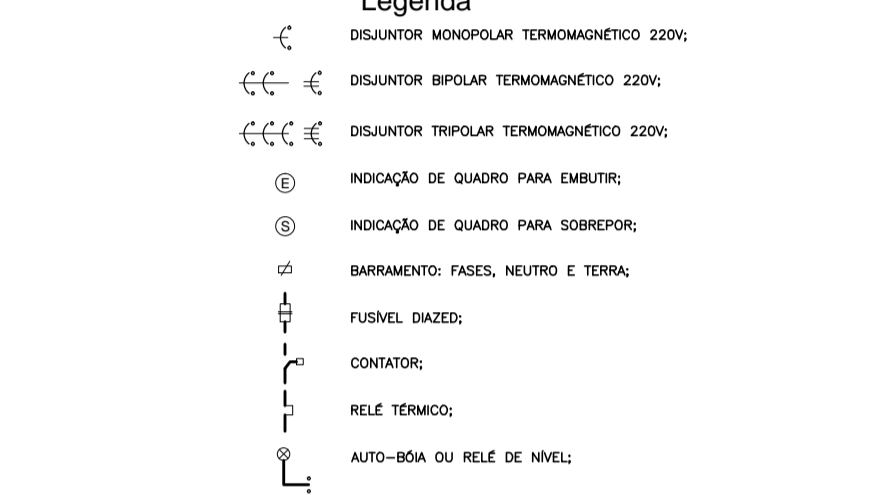 Legenda
DISJUNTOR MONOPOLAR TERMOMAGNÉTICO 220V;
DISJUNTOR BIPOLAR TERMOMAGNÉTICO 220V;
DISJUNTOR TRIPOLAR TERMOMAGNÉTICO 220V;
E INDICAÇÃO DE QUADRO PARA EMBUTIR;
S INDICAÇÃO DE QUADRO PARA SOBREPOR;
BARRAMENTO: FASES, NEUTRO E TERRA;
FUSÍVEL DIAZED;
CONTATOR;
RELÉ TÉRMICO;
AUTO-BÓIA OU RELÉ DE NÍVEL;